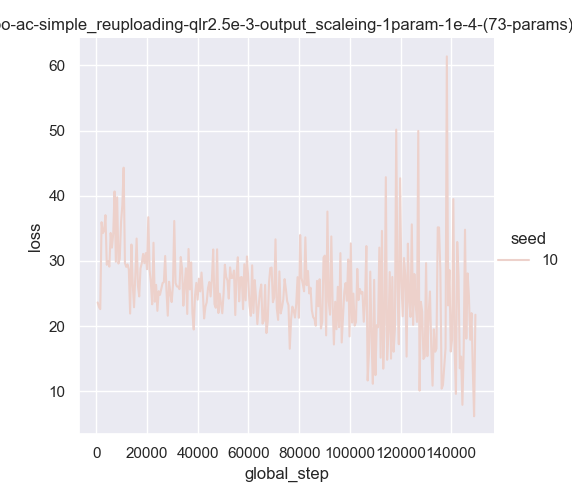 oo-ac-simple_reuploading-qlr2.5e-3-output_scaleing-1param-1e-4-(73-params)
60
50
40
30
20
10
loss
seed
10
0 20000 40000 60000 80000 100000 120000 140000
global_step